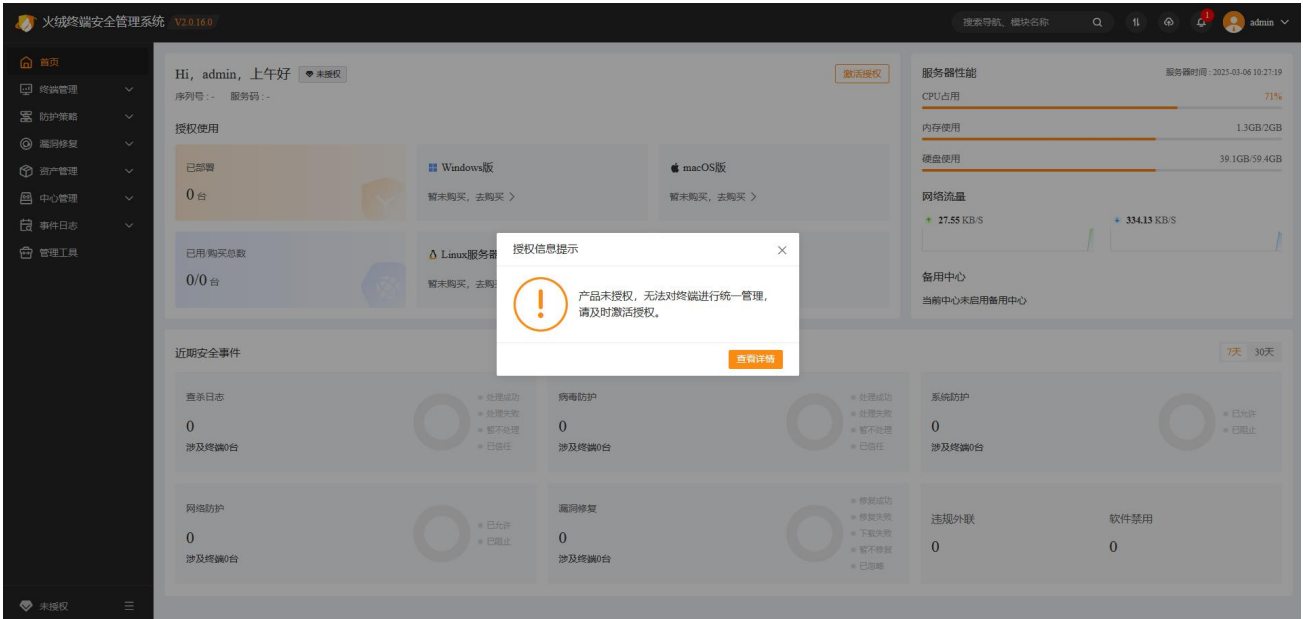 火绒终端安全管理系统 V2.0.16.0
搜索导航、模块名称
1
admin
首页
终端管理
防护策略
漏洞修复
资产管理
中心管理
事件日志
管理工具
未授权
Hi, admin, 上午好 未授权
激活授权
序列号: - 服务码: -
授权使用
已部署
0 台
Windows版
暂未购买, 去购买 >
macOS版
暂未购买, 去购买 >
已用/购买总数
0/0 台
Linux服务器
暂未购买, 去购
服务器性能
服务器时间 : 2025-03-06 10:27:19
CPU占用 71%
内存使用 1.3GB/2GB
硬盘使用 39.1GB/59.4GB
网络流量
27.55 KB/S
334.13 KB/S
备用中心
当前中心未启用备用中心
授权信息提示
产品未授权，无法对终端进行统一管理，
请及时激活授权。
查看详情
近期安全事件
7天 30天
查杀日志
0
涉及终端0台
处理成功
处理失败
暂不处理
已信任
病毒防护
0
涉及终端0台
处理成功
处理失败
暂不处理
已信任
系统防护
0
涉及终端0台
已允许
已阻止
网络防护
0
涉及终端0台
已允许
已阻止
漏洞修复
0
涉及终端0台
修复成功
修复失败
下载失败
暂不修复
已忽略
违规外联
0
软件禁用
0